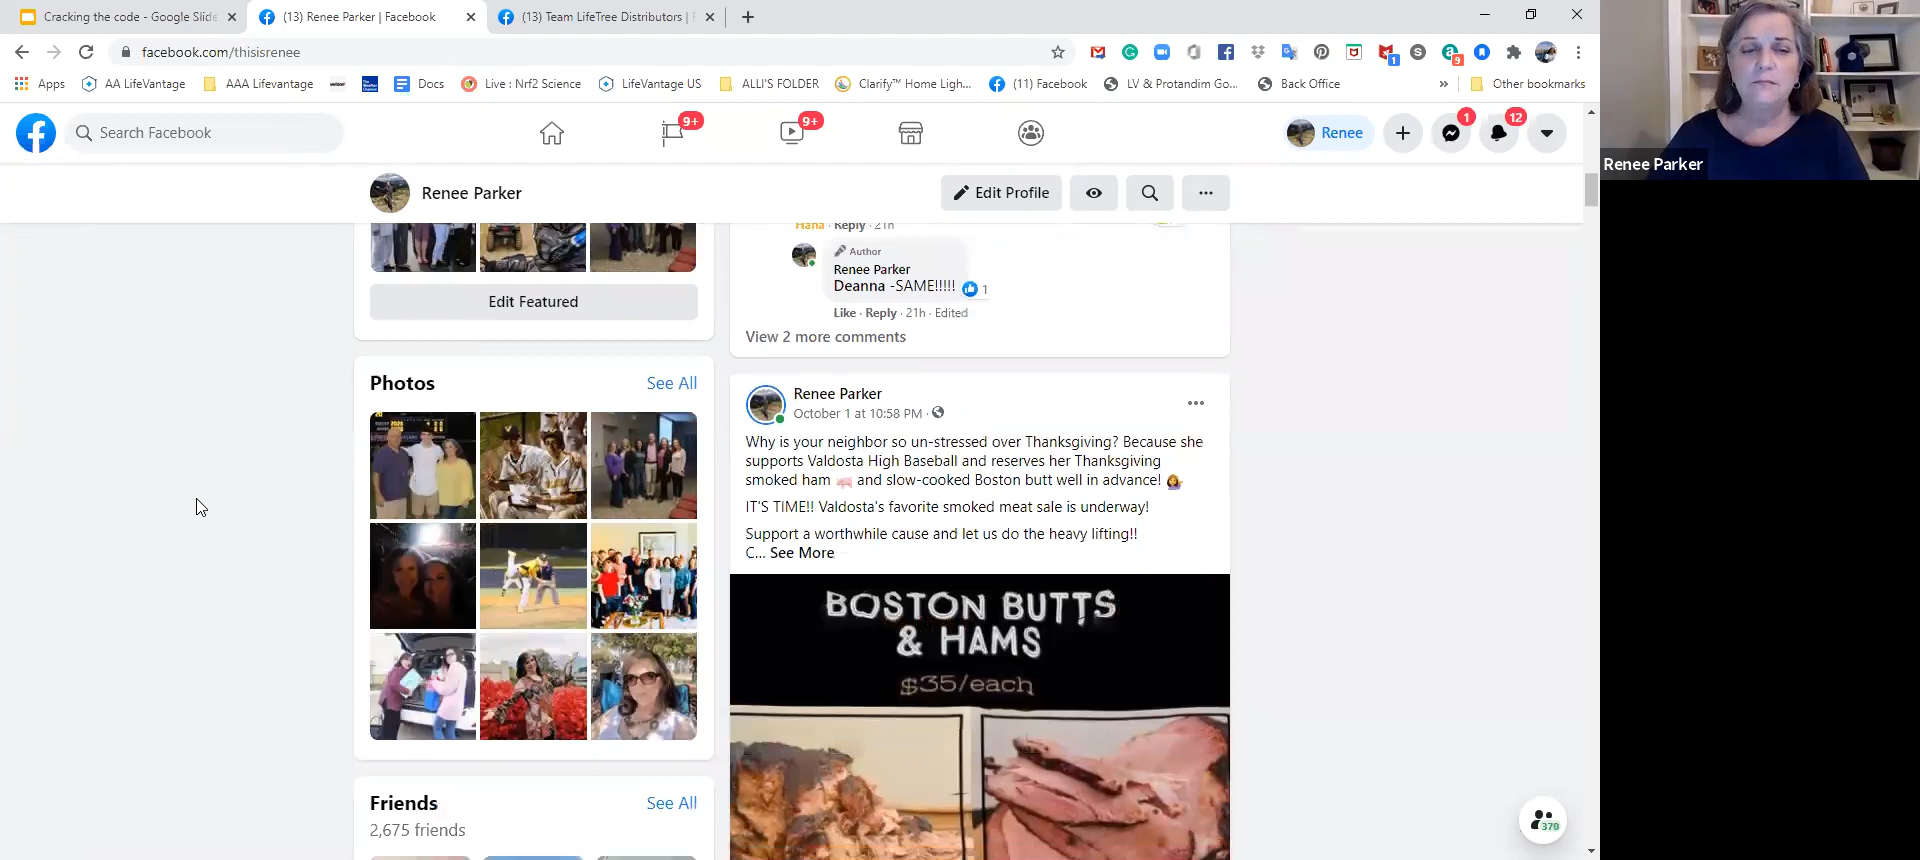 Cracking the code - Google Slide
(13) Renee Parker | Facebook
(13) Team LifeTree Distributors | F
facebook.com/thisisrenee
1
9
Apps
AA LifeVantage
AAA Lifevantage
Docs
Live : Nrf2 Science
LifeVantage US
ALLI'S FOLDER
Clarify™ Home Ligh...
(11) Facebook
LV & Protandim Go...
Back Office
»
Other bookmarks
Search Facebook
9+
9+
Renee
1
12
Renee Parker
Renee Parker
Edit Profile
Haha · Reply · 21h
Author
Renee Parker
Deanna -SAME!!!!!
1
Like · Reply · 21h · Edited
View 2 more comments
Edit Featured
Photos
See All
Renee Parker
October 1 at 10:58 PM ·
Why is your neighbor so un-stressed over Thanksgiving? Because she
supports Valdosta High Baseball and reserves her Thanksgiving
smoked ham 🐖 and slow-cooked Boston butt well in advance! 💁‍♀️
IT'S TIME!! Valdosta's favorite smoked meat sale is underway!
Support a worthwhile cause and let us do the heavy lifting!!
C... See More
BOSTON BUTTS
& HAMS
$35/each
Friends
See All
2,675 friends
370